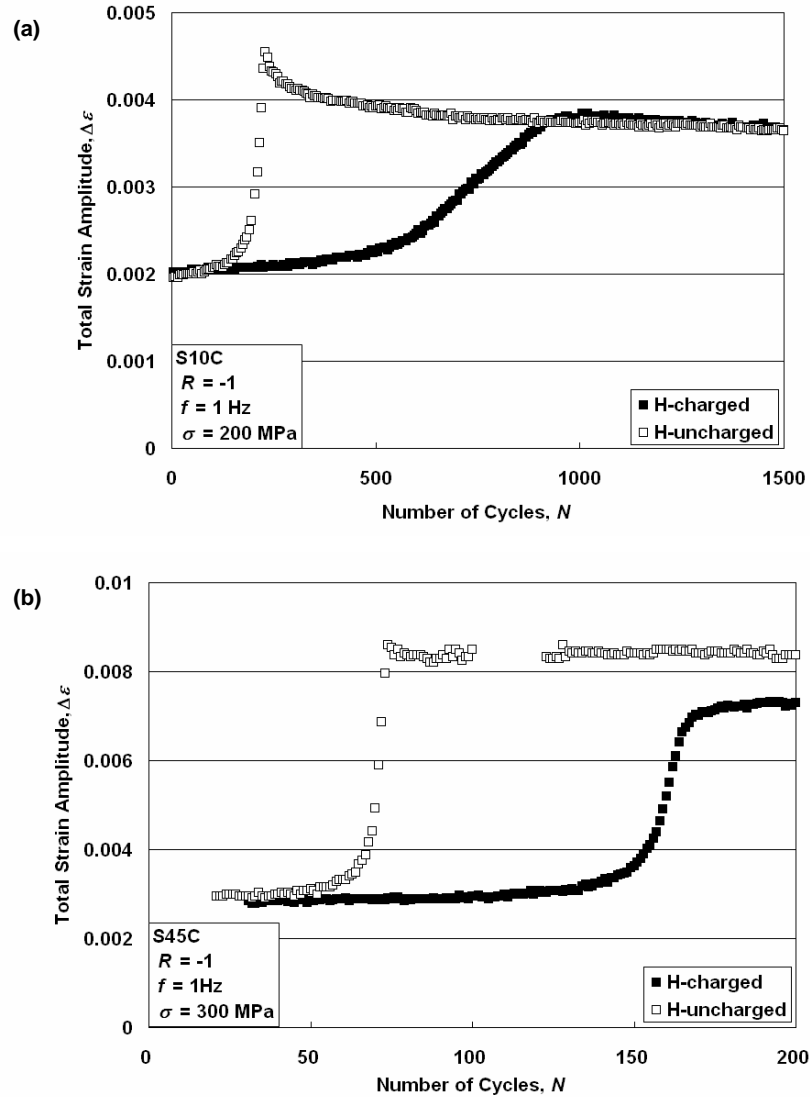 (a)
0.005
0.004
0.003
0.002
0.001
0
Total Strain Amplitude, Δε
S10C
R = -1
f = 1 Hz
σ = 200 MPa
H-charged
H-uncharged
0
500
1000
1500
Number of Cycles, N
(b)
0.01
0.008
0.006
0.004
0.002
0
Total Strain Amplitude, Δε
S45C
R = -1
f = 1Hz
σ = 300 MPa
H-charged
H-uncharged
0
50
100
150
200
Number of Cycles, N